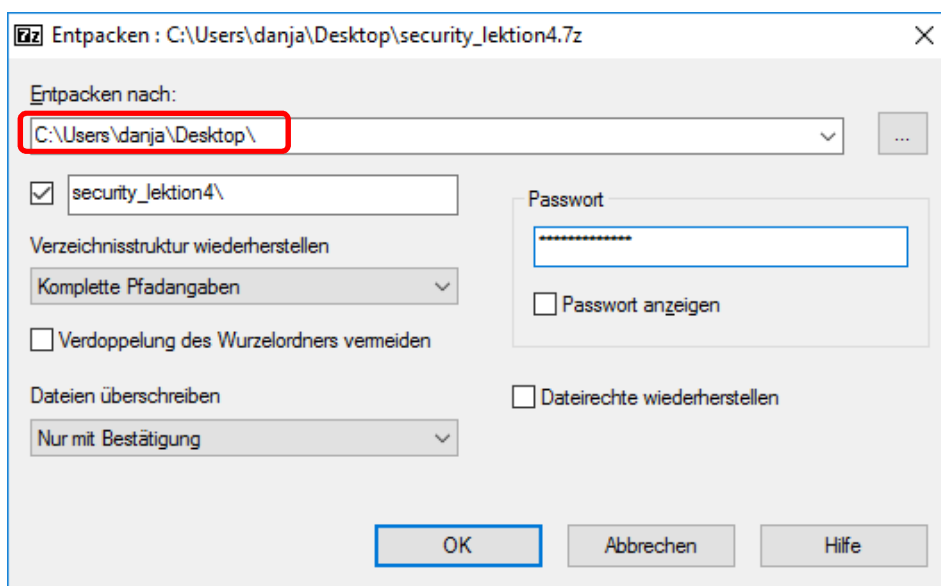 7z Entpacken : C:\Users\danja\Desktop\security_lektion4.7z
Entpacken nach:
C:\Users\danja\Desktop\
...
security_lektion4\
Passwort
*************
Verzeichnisstruktur wiederherstellen
Komplette Pfadangaben
Passwort anzeigen
Verdoppelung des Wurzelordners vermeiden
Dateien überschreiben
Dateirechte wiederherstellen
Nur mit Bestätigung
OK
Abbrechen
Hilfe